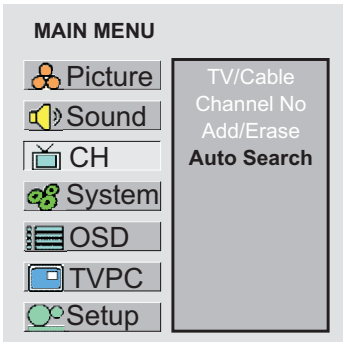 MAIN MENU
Picture
Sound
CH
System
OSD
TVPC
Setup
TV/Cable
Channel No
Add/Erase
Auto Search